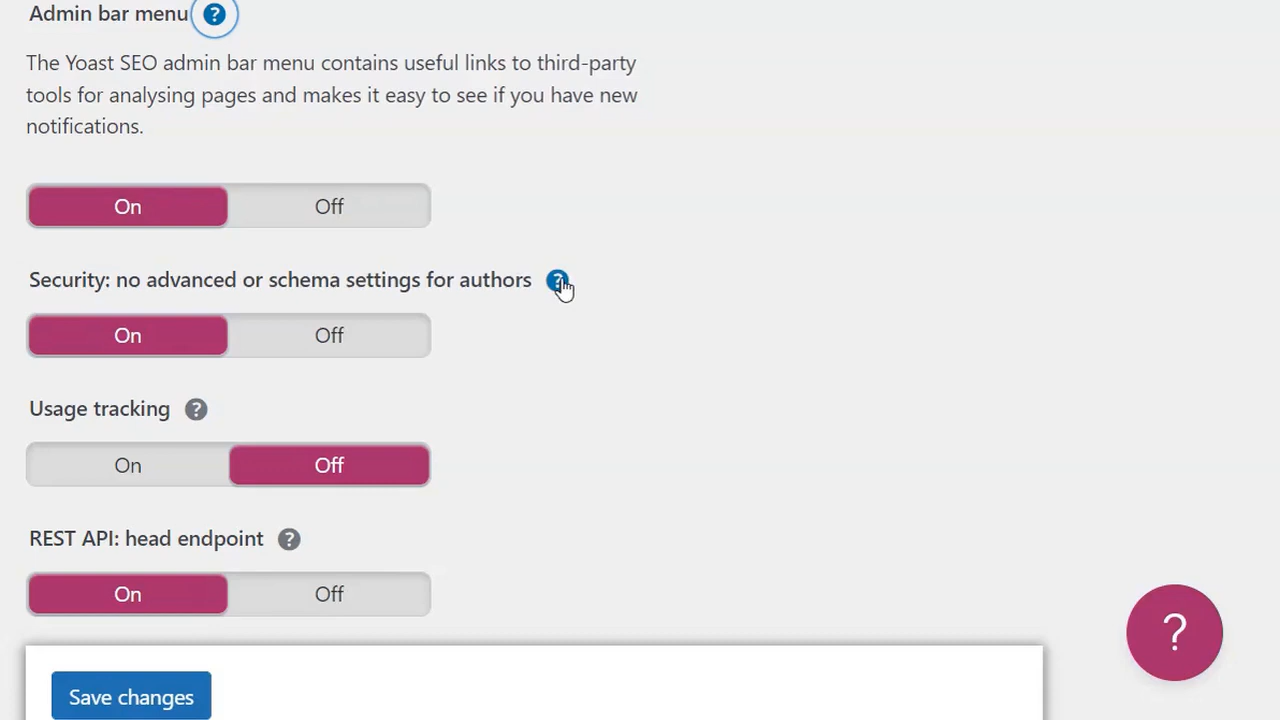 Admin bar menu ?
The Yoast SEO admin bar menu contains useful links to third-party
tools for analysing pages and makes it easy to see if you have new
notifications.
On Off
Security: no advanced or schema settings for authors ?
On Off
Usage tracking ?
On Off
REST API: head endpoint ?
On Off
?
Save changes